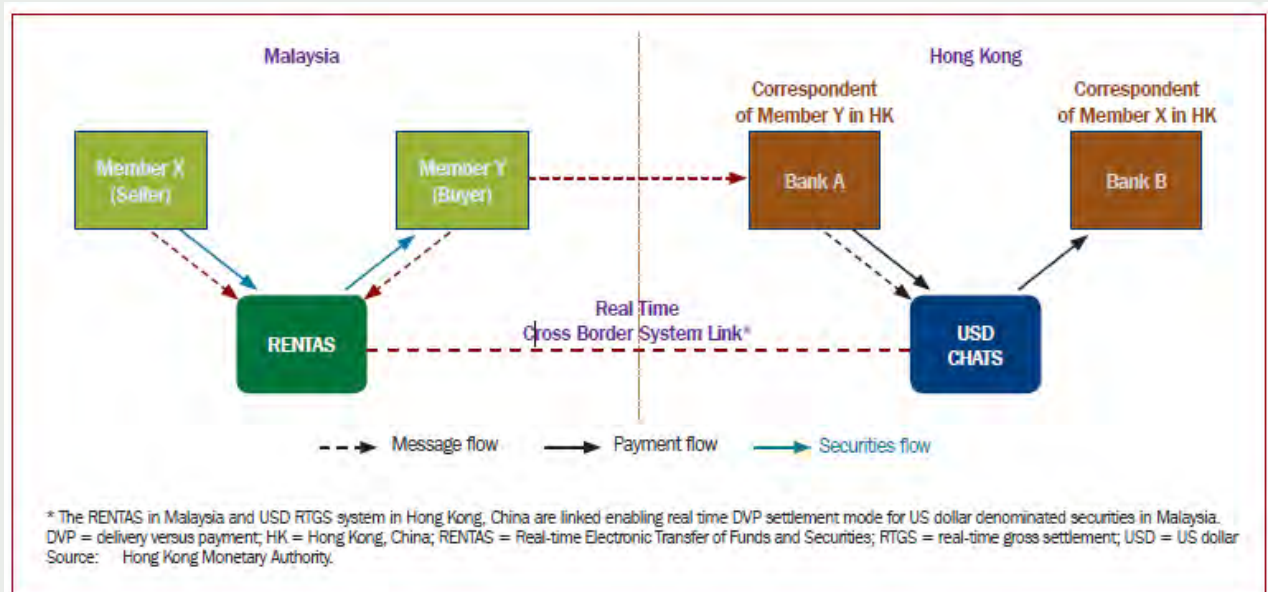 Malaysia
Hong Kong
Correspondent
of Member Y in HK
Correspondent
of Member X in HK
Member X
(Seller)
Member Y
(Buyer)
Bank A
Bank B
Real Time
Cross Border System Link*
RENTAS
USD
CHATS
Message flow
Payment flow
Securities flow
* The RENTAS in Malaysia and USD RTGS system in Hong Kong, China are linked enabling real time DVP settlement mode for US dollar denominated securities in Malaysia.
DVP = delivery versus payment; HK = Hong Kong, China; RENTAS = Real-time Electronic Transfer of Funds and Securities; RTGS = real-time gross settlement; USD = US dollar
Source: Hong Kong Monetary Authority.